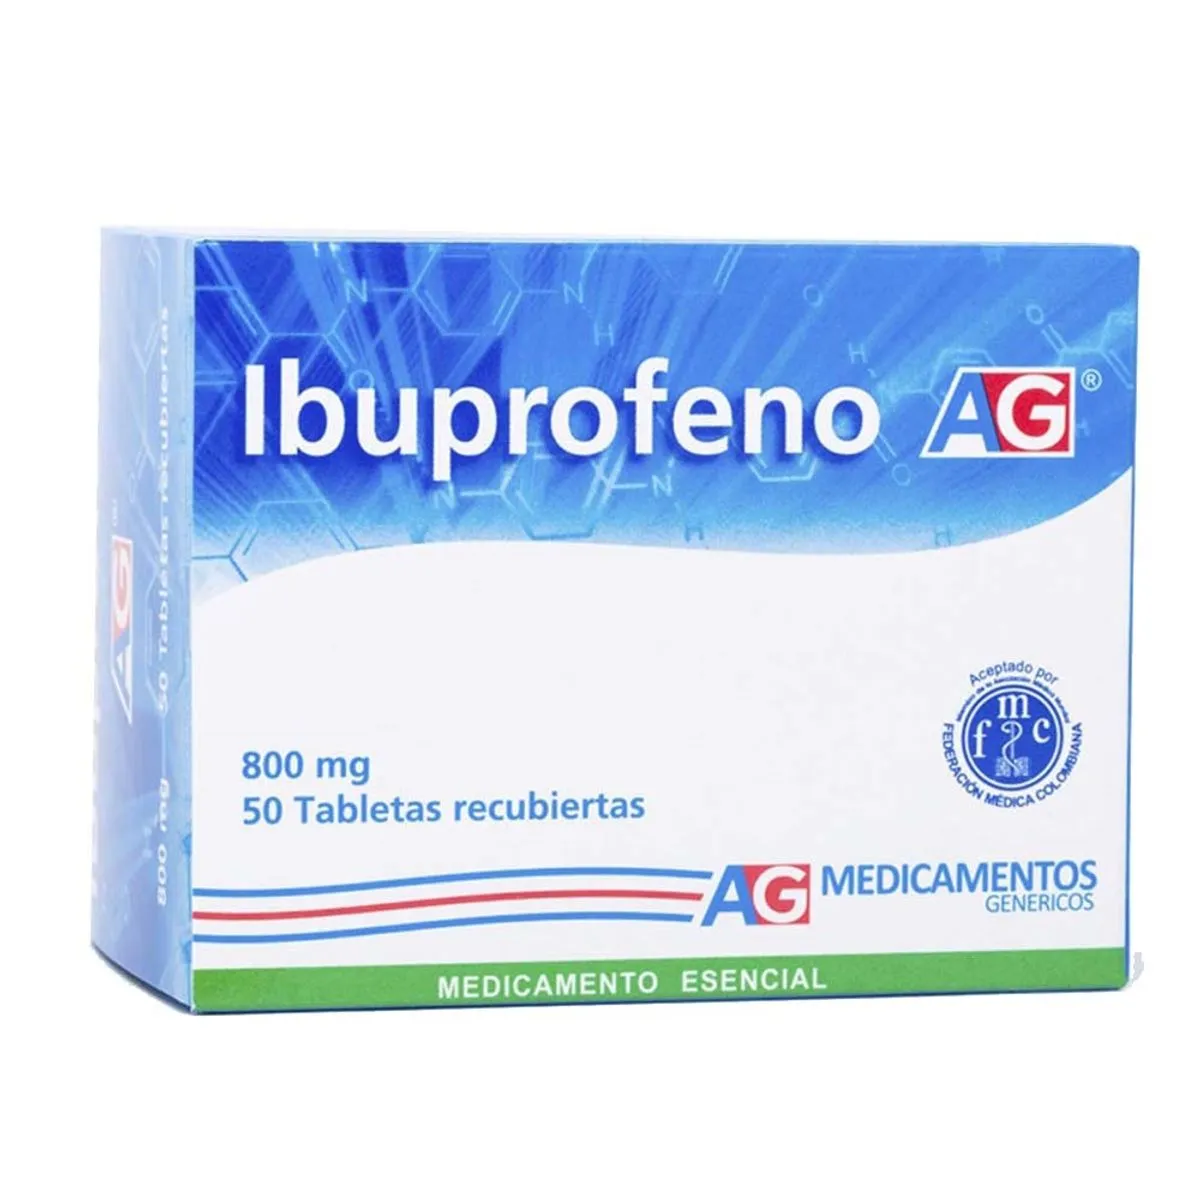 Ibuprofeno AG®
800 mg
50 Tabletas recubiertas
Aceptado por
f m c
FEDERACIÓN MÉDICA COLOMBIANA
AG MEDICAMENTOS
GENERICOS
MEDICAMENTO ESENCIAL
AG®
800 mg 50 Tabletas recubiertas